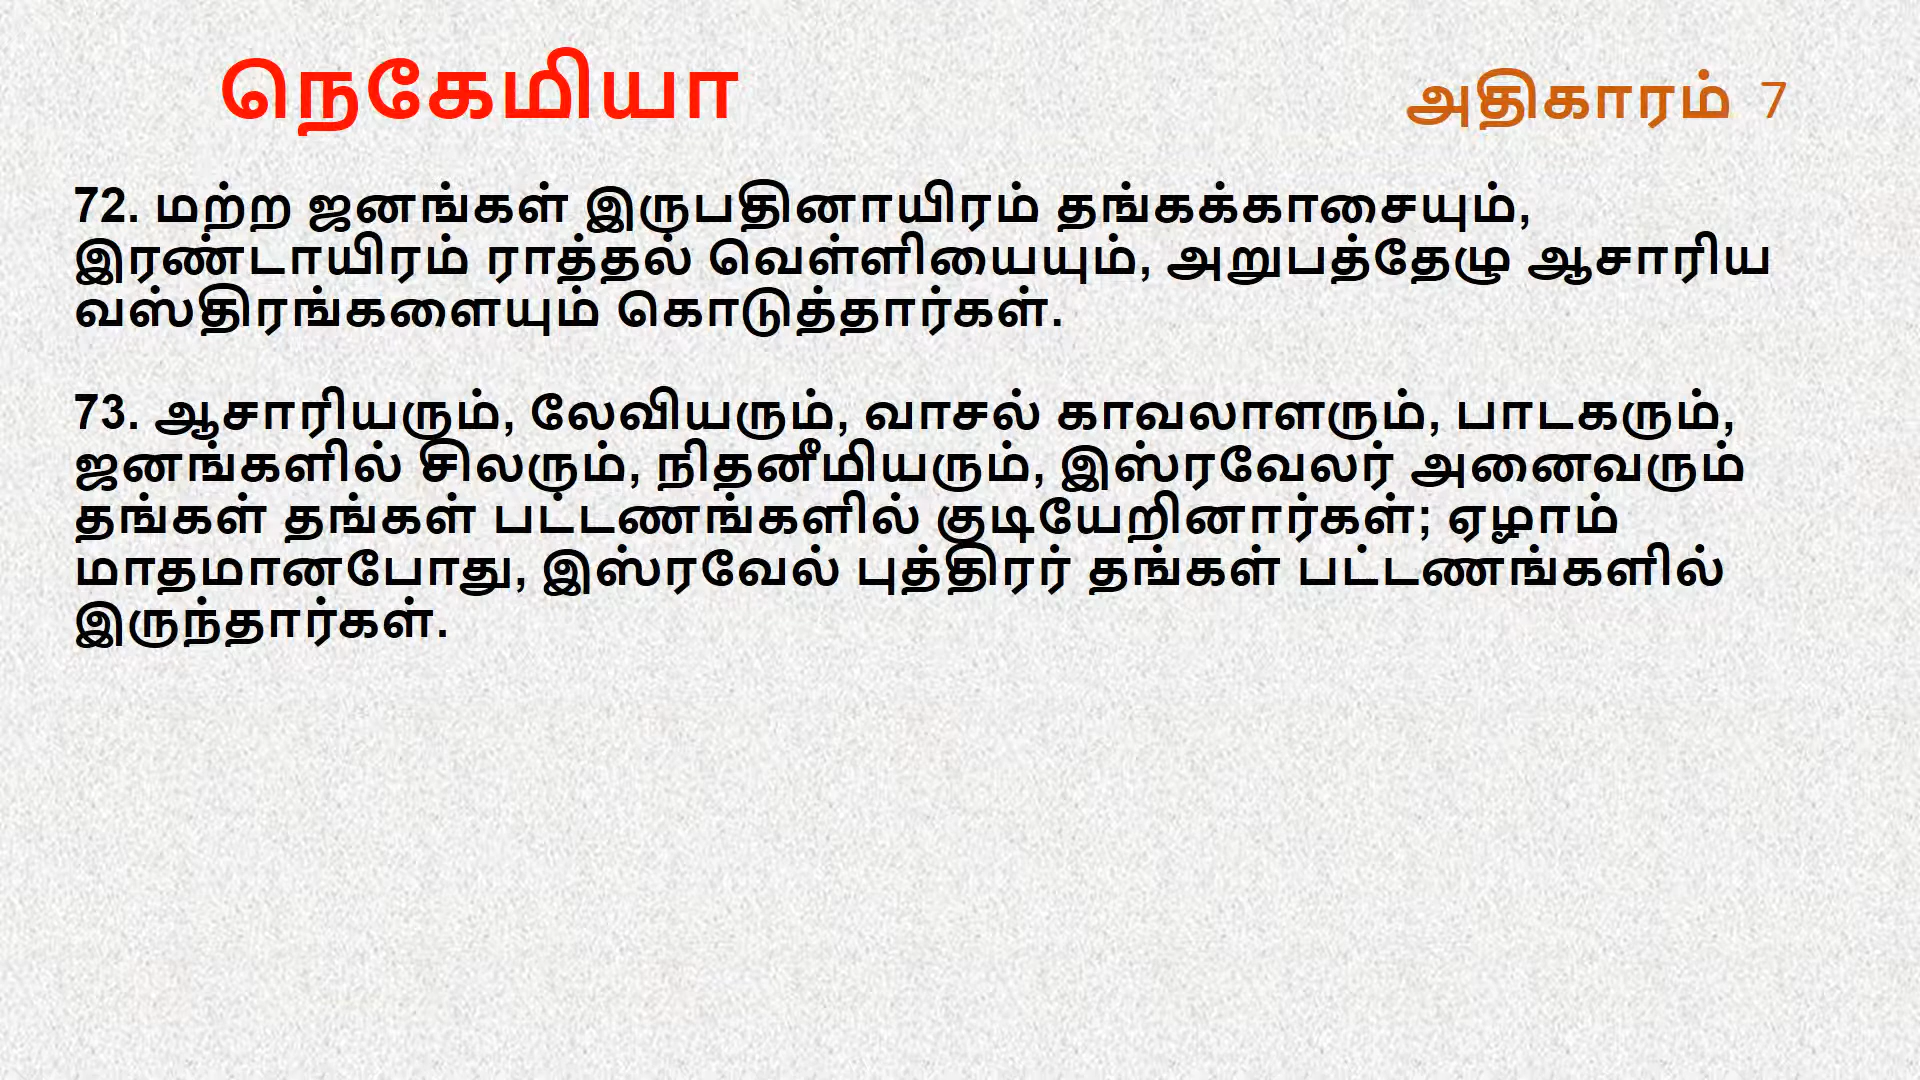 நெகேமியா
அதிகாரம் 7
72. மற்ற ஜனங்கள் இருபதினாயிரம் தங்கக்காசையும்,
இரண்டாயிரம் ராத்தல் வெள்ளியையும், அறுபத்தேழு ஆசாரிய
வஸ்திரங்களையும் கொடுத்தார்கள்.
73. ஆசாரியரும், லேவியரும், வாசல் காவலாளரும், பாடகரும்,
ஜனங்களில் சிலரும், நிதனீமியரும், இஸ்ரவேலர் அனைவரும்
தங்கள் தங்கள் பட்டணங்களில் குடியேறினார்கள்; ஏழாம்
மாதமானபோது, இஸ்ரவேல் புத்திரர் தங்கள் பட்டணங்களில்
இருந்தார்கள்.